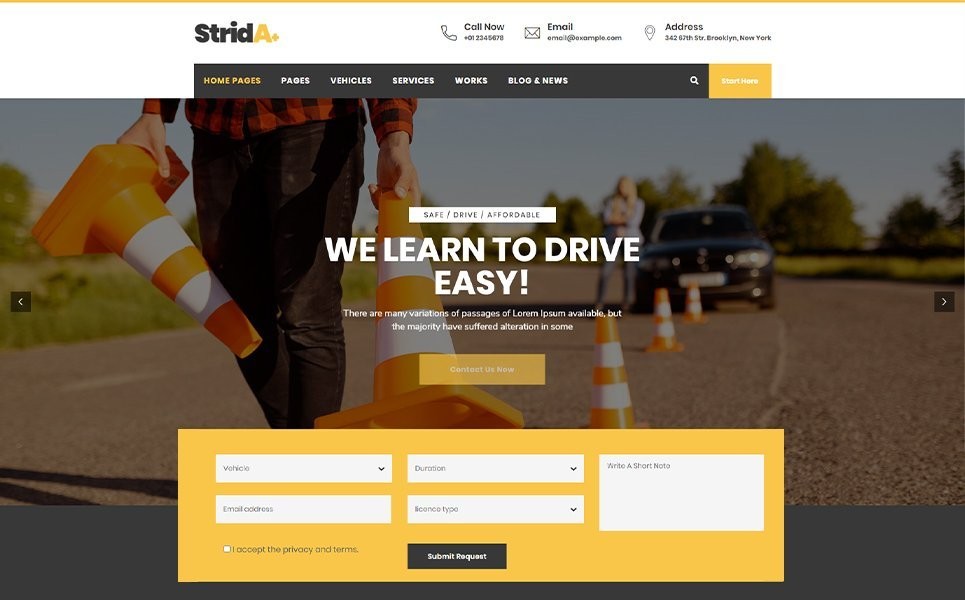 StridA+
Call Now
+01 2345678
Email
email@example.com
Address
342 67th Str. Brooklyn, New York
HOME PAGES
PAGES
VEHICLES
SERVICES
WORKS
BLOG & NEWS
Start Here
SAFE / DRIVE / AFFORDABLE
WE LEARN TO DRIVE
EASY!
There are many variations of passages of Lorem Ipsum available, but
the majority have suffered alteration in some
Contact Us Now
Vehicle
Duration
Write A Short Note
Email address
licence type
I accept the privacy and terms.
Submit Request